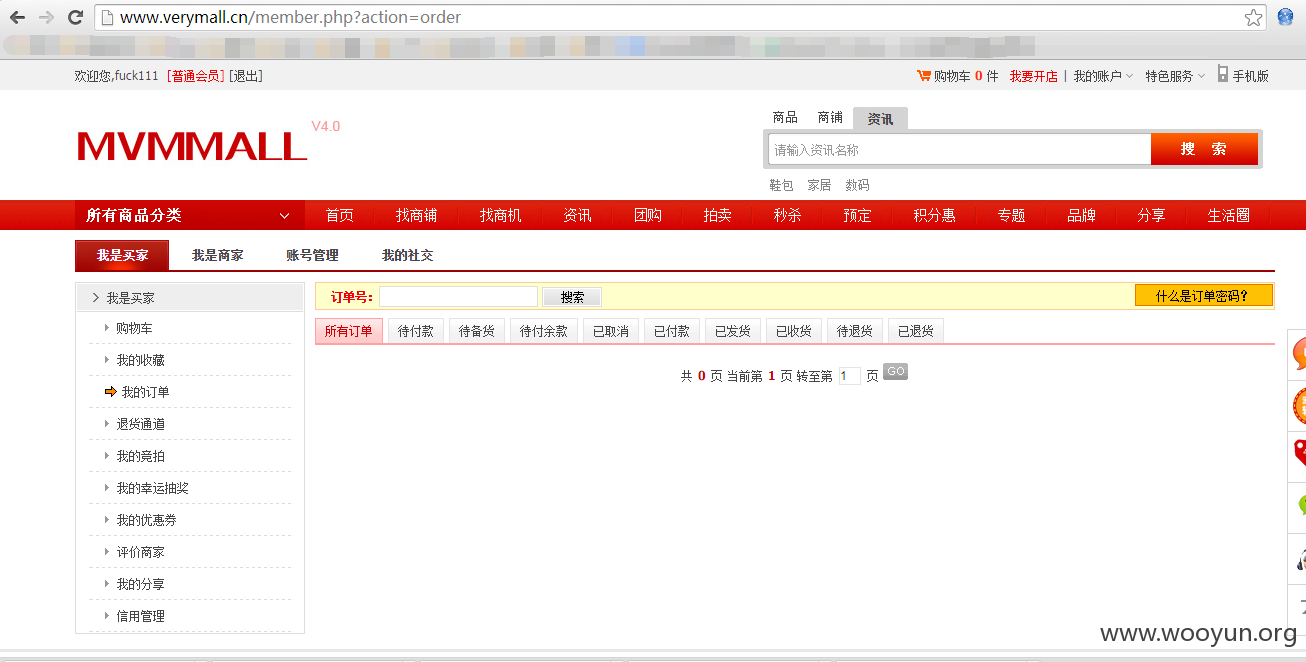 www.verymall.cn/member.php?action=order
欢迎您,fuck111 [普通会员] [退出] 购物车 0 件 我要开店 | 我的账户 特色服务 手机版
MVMMALL V4.0
商品 商铺 资讯
请输入资讯名称 搜 索
鞋包 家居 数码
所有商品分类 首页 找商铺 找商机 资讯 团购 拍卖 秒杀 预定 积分惠 专题 品牌 分享 生活圈
我是买家 我是商家 账号管理 我的社交
我是买家
购物车
我的收藏
我的订单
退货通道
我的竞拍
我的幸运抽奖
我的优惠券
评价商家
我的分享
信用管理
订单号: 搜索 什么是订单密码?
所有订单 待付款 待备货 待付余款 已取消 已付款 已发货 已收货 待退货 已退货
共 0 页 当前第 1 页 转至第 1 页 GO
www.wooyun.org